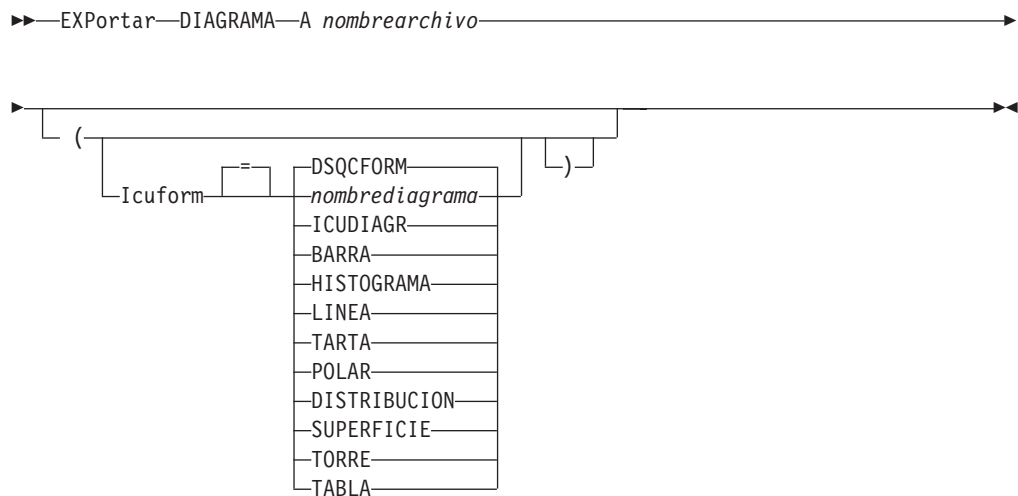 EXPortar DIAGRAMA A nombrearchivo
(
=
DSQCFORM
)
Icuform
nombrediagrama
ICUDIAGR
BARRA
HISTOGRAMA
LINEA
TARTA
POLAR
DISTRIBUCION
SUPERFICIE
TORRE
TABLA